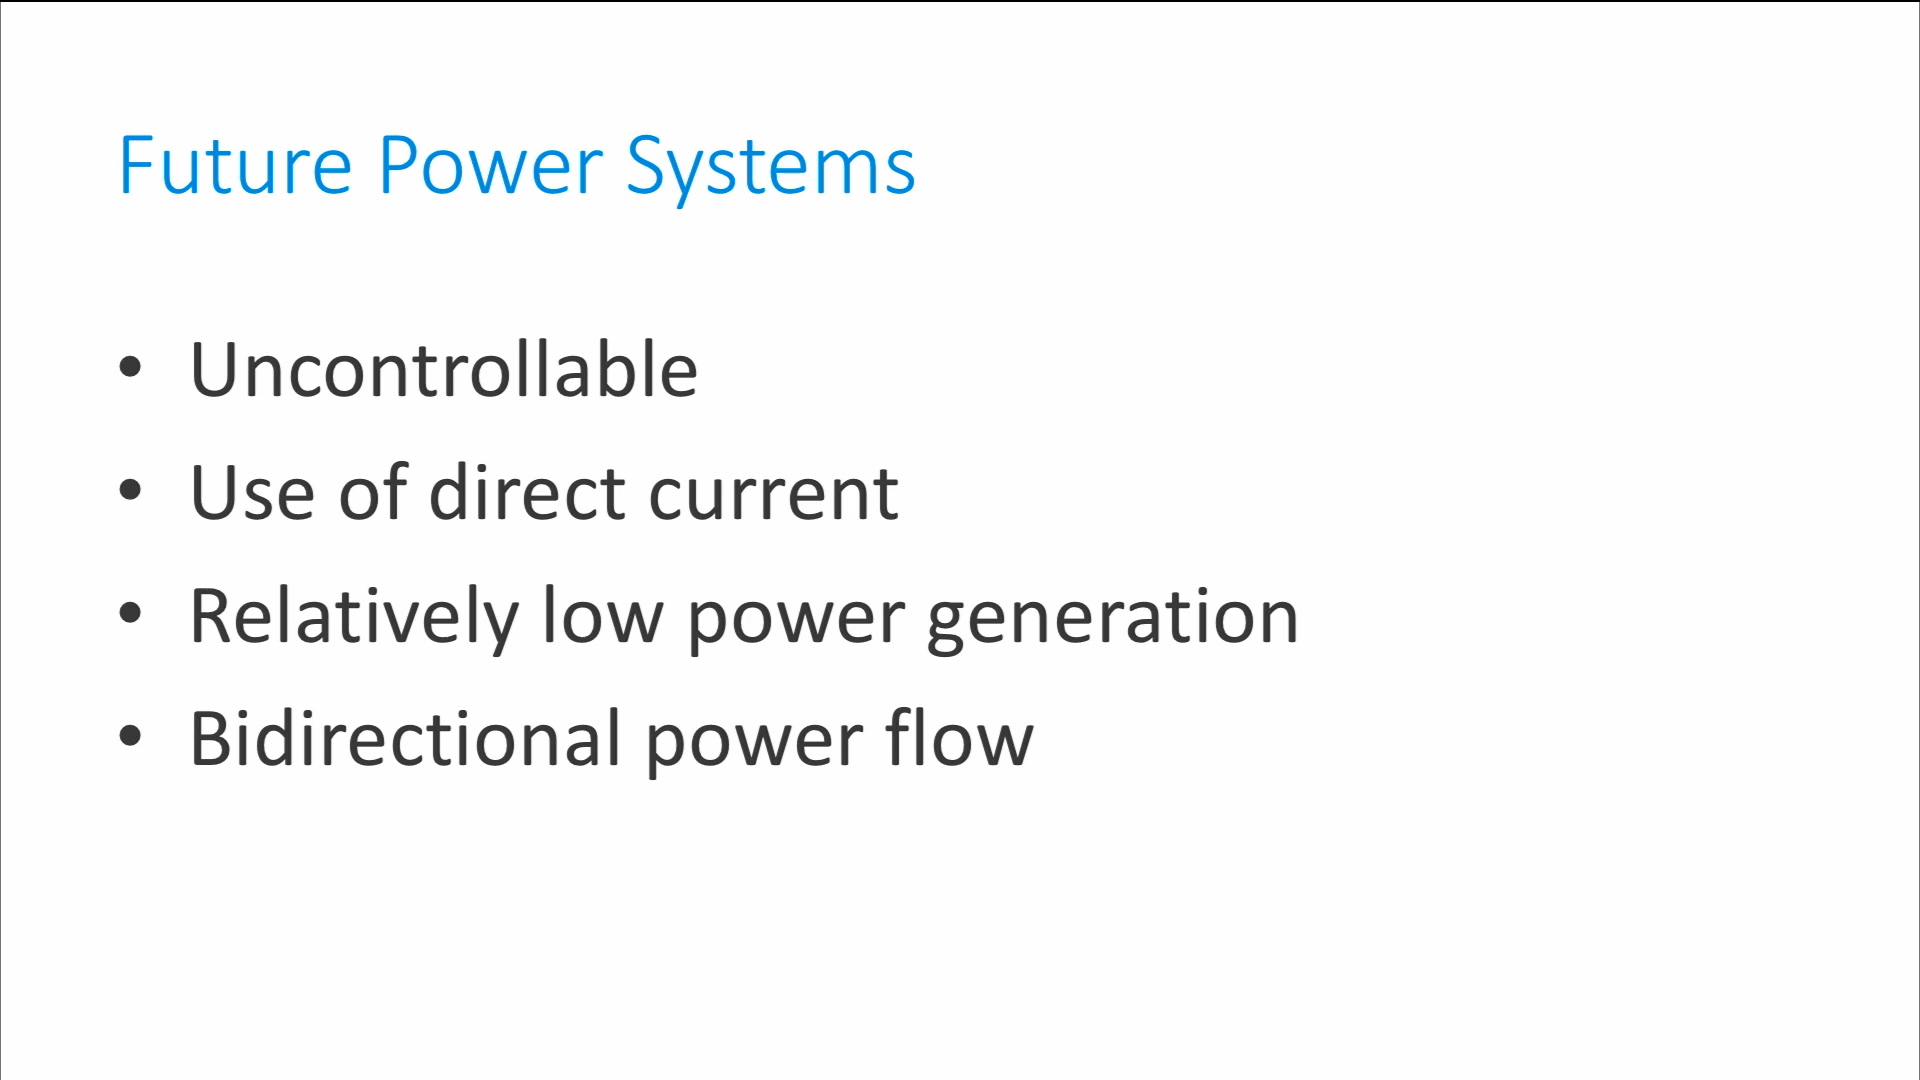 Future Power Systems
• Uncontrollable
• Use of direct current
• Relatively low power generation
• Bidirectional power flow